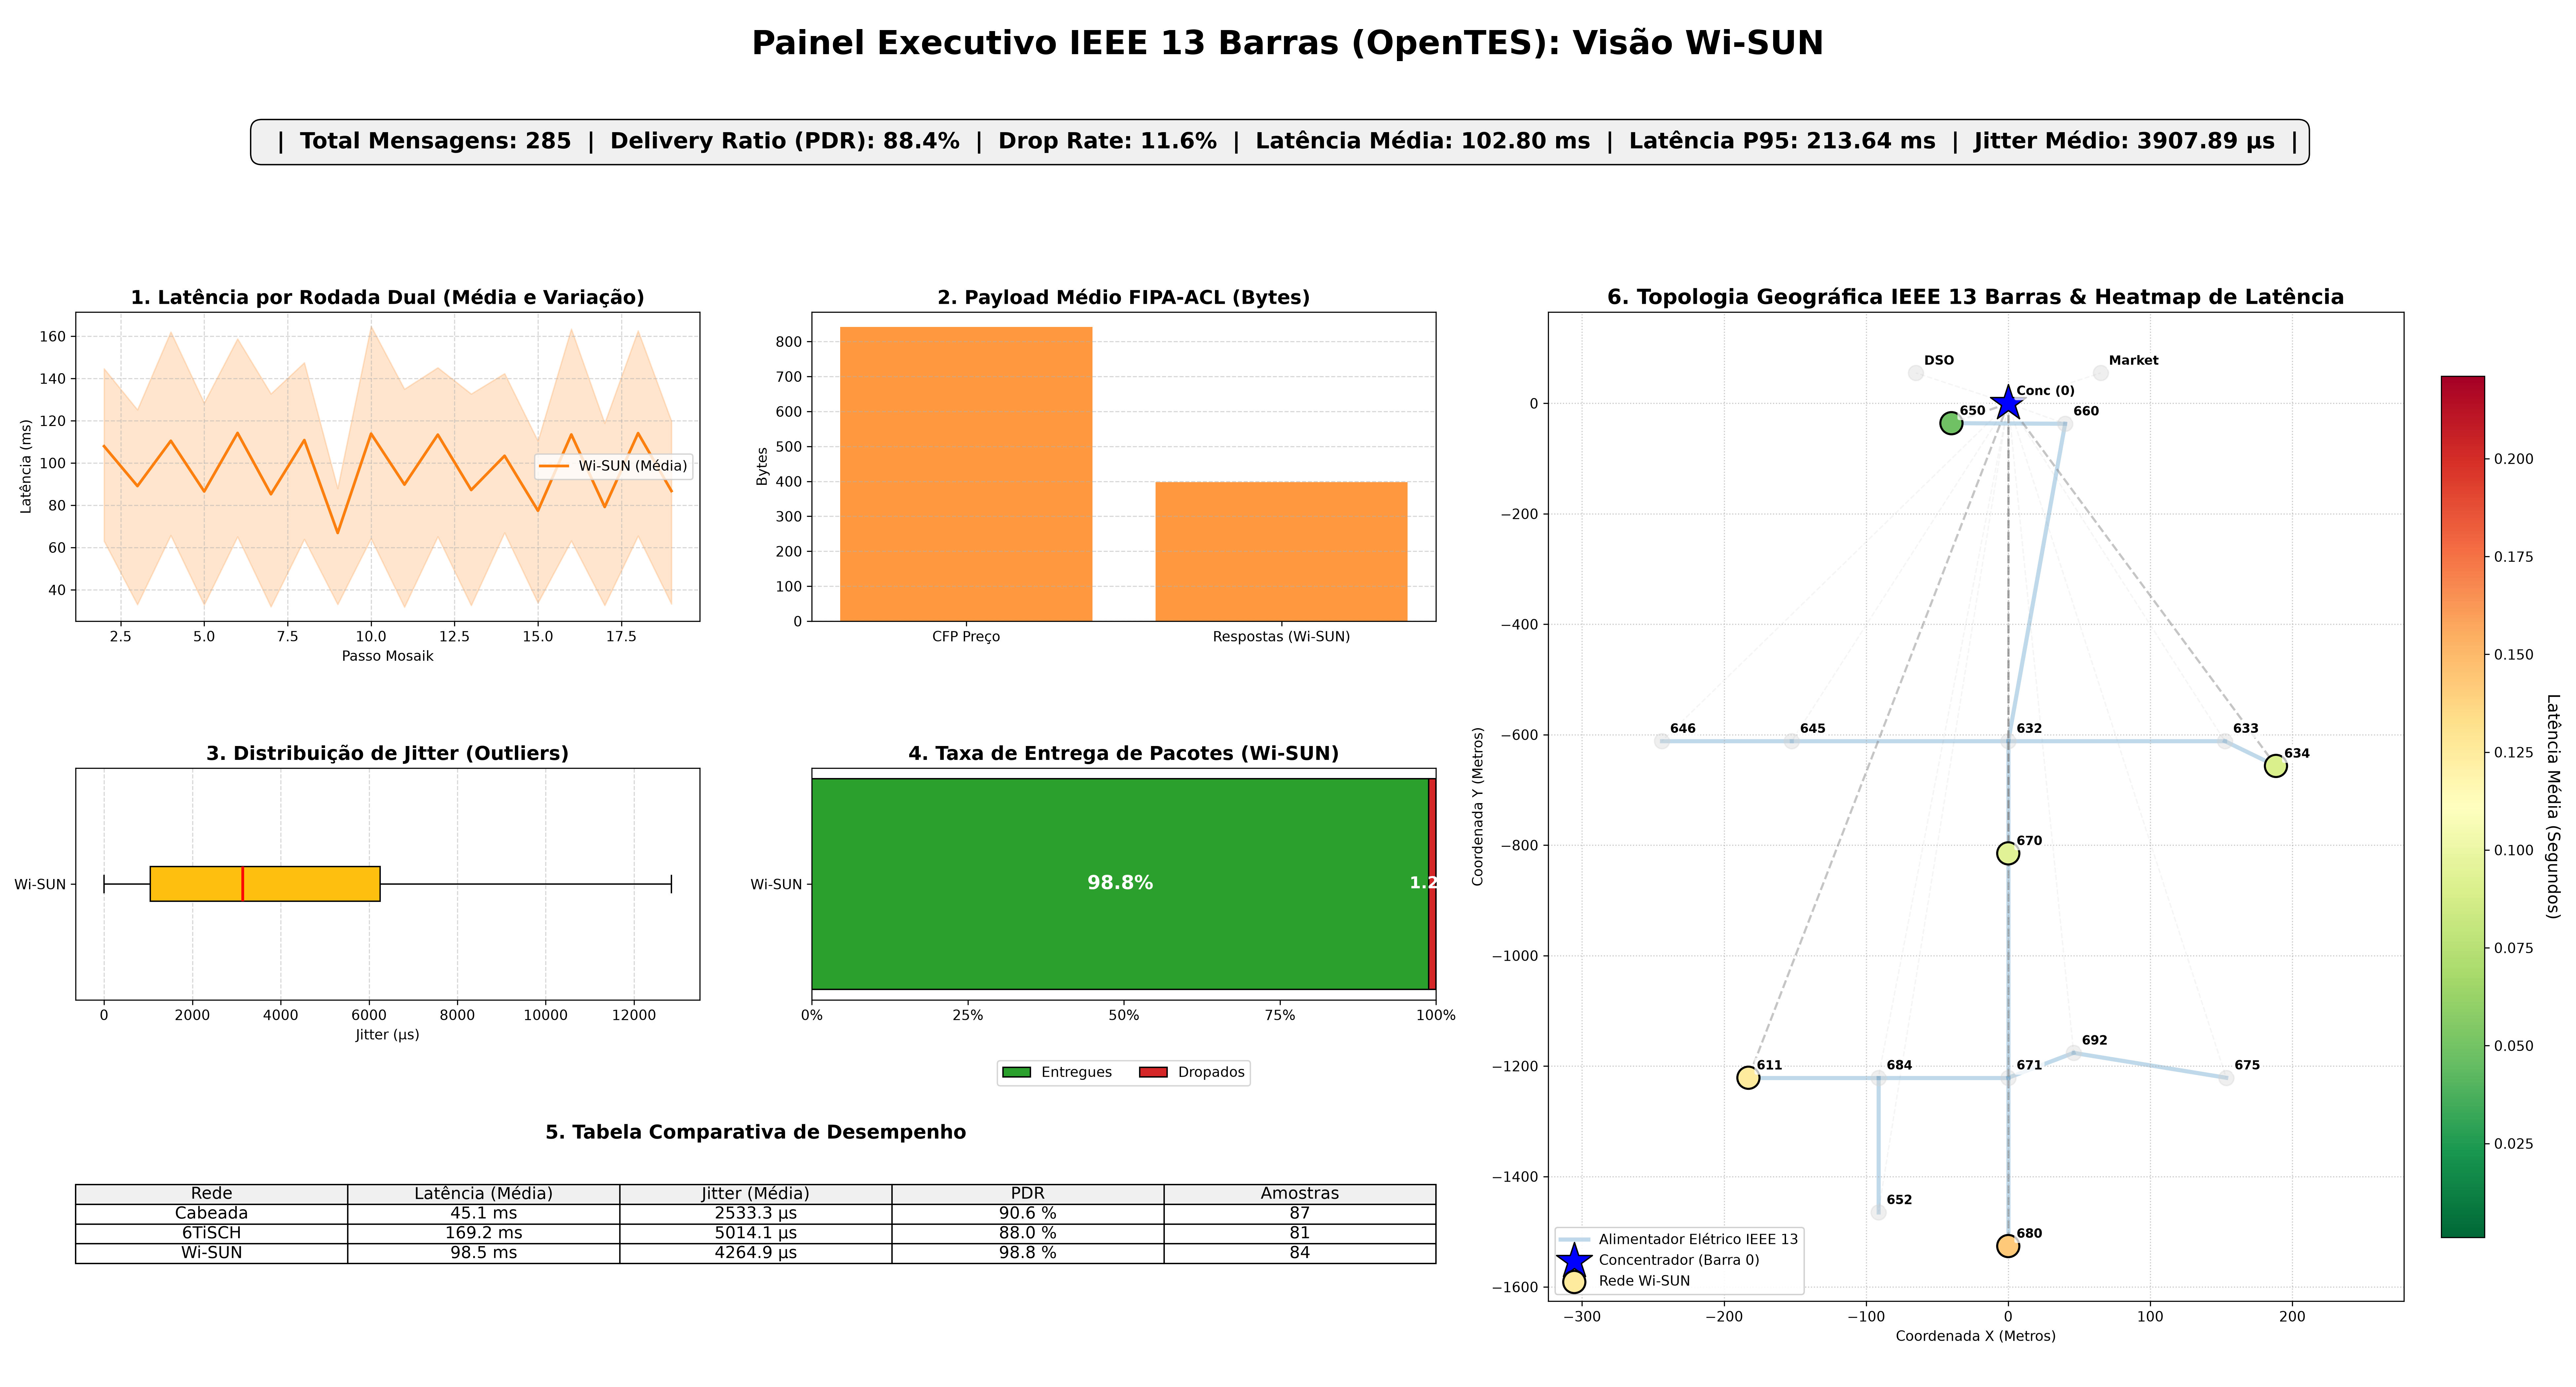 Painel Executivo IEEE 13 Barras (OpenTES): Visão Wi-SUN
| Total Mensagens: 285 | Delivery Ratio (PDR): 88.4% | Drop Rate: 11.6% | Latência Média: 102.80 ms | Latência P95: 213.64 ms | Jitter Médio: 3907.89 µs |
1. Latência por Rodada Dual (Média e Variação)
Latência (ms)
160
140
120
100
80
60
40
Wi-SUN (Média)
2.5 5.0 7.5 10.0 12.5 15.0 17.5
Passo Mosaik
2. Payload Médio FIPA-ACL (Bytes)
Bytes
800
700
600
500
400
300
200
100
0
CFP Preço Respostas (Wi-SUN)
3. Distribuição de Jitter (Outliers)
Wi-SUN
0 2000 4000 6000 8000 10000 12000
Jitter (µs)
4. Taxa de Entrega de Pacotes (Wi-SUN)
Wi-SUN
98.8% 1.2
0% 25% 50% 75% 100%
Entregues Dropados
5. Tabela Comparativa de Desempenho
Rede Latência (Média) Jitter (Média) PDR Amostras
Cabeada 45.1 ms 2533.3 µs 90.6 % 87
6TiSCH 169.2 ms 5014.1 µs 88.0 % 81
Wi-SUN 98.5 ms 4264.9 µs 98.8 % 84
6. Topologia Geográfica IEEE 13 Barras & Heatmap de Latência
Coordenada Y (Metros)
0
−200
−400
−600
−800
−1000
−1200
−1400
−1600
DSO Market
Conc (0)
650 660
646 645 632 633
634
670
692
611 684 671 675
652
680
Alimentador Elétrico IEEE 13
Concentrador (Barra 0)
Rede Wi-SUN
−300 −200 −100 0 100 200
Coordenada X (Metros)
0.200
0.175
0.150
0.125
0.100
0.075
0.050
0.025
Latência Média (Segundos)